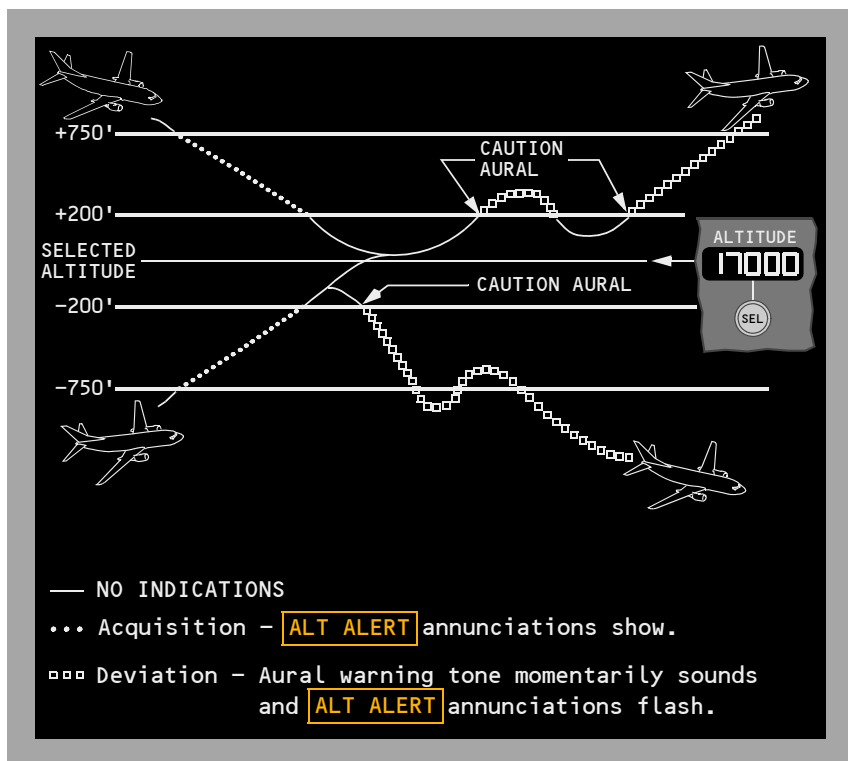 +750'
CAUTION
AURAL
+200'
ALTITUDE
17000
SELECTED
ALTITUDE
CAUTION AURAL
−200'
SEL
−750'
NO INDICATIONS
Acquisition − ALT ALERT annunciations show.
Deviation − Aural warning tone momentarily sounds
and ALT ALERT annunciations flash.